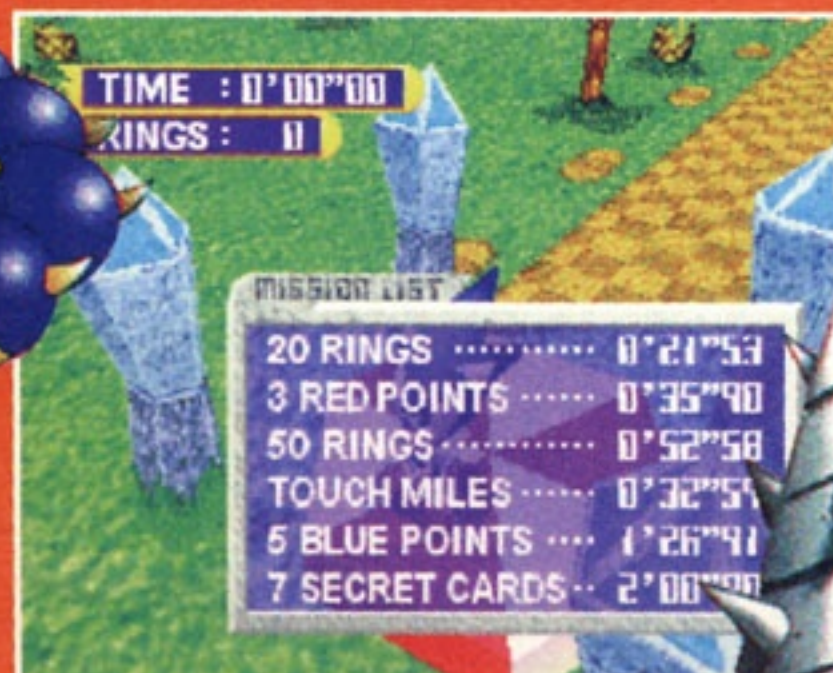 TIME : 0'00"00
RINGS : 0
MISSION LIST
20 RINGS ··········· 0'21"53
3 RED POINTS ······ 0'35"90
50 RINGS ············ 0'52"58
TOUCH MILES ······ 0'32"59
5 BLUE POINTS ···· 1'26"41
7 SECRET CARDS ·· 2'00"90